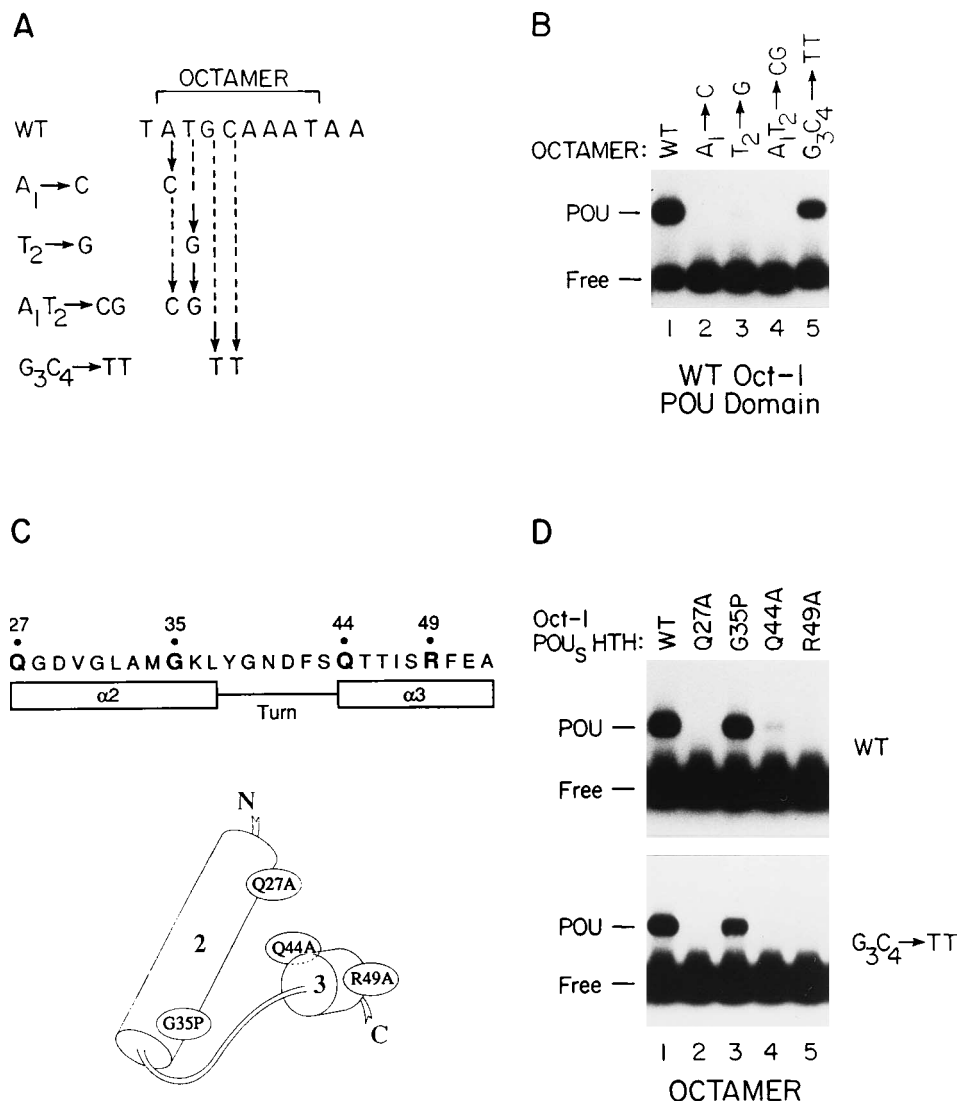 A
OCTAMER
WT T A T G C A A A T A A
A1→C C
T2→G G
A1T2→CG C G
G3C4→TT T T
B
OCTAMER: WT A1→C T2→G A1T2→CG G3C4→TT
POU —
Free —
1 2 3 4 5
WT Oct-1
POU Domain
C
27 35 44 49
Q G D V G L A M G K L Y G N D F S Q T T I S R F E A
α2 Turn α3
N
Q27A
2
Q44A
3
R49A
G35P
C
D
Oct-1
POUS HTH: WT Q27A G35P Q44A R49A
POU —
WT
Free —
POU —
G3C4→TT
Free —
1 2 3 4 5
OCTAMER